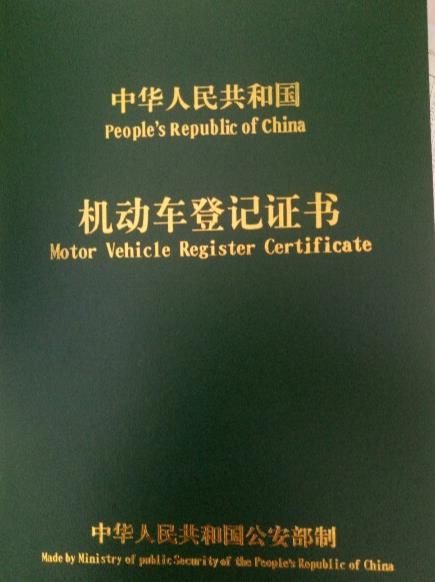 中华人民共和国
People's Republic of China
机动车登记证书
Motor Vehicle Register Certificate
中华人民共和国公安部制
Made by Ministry of public Security of the People's Republic of China